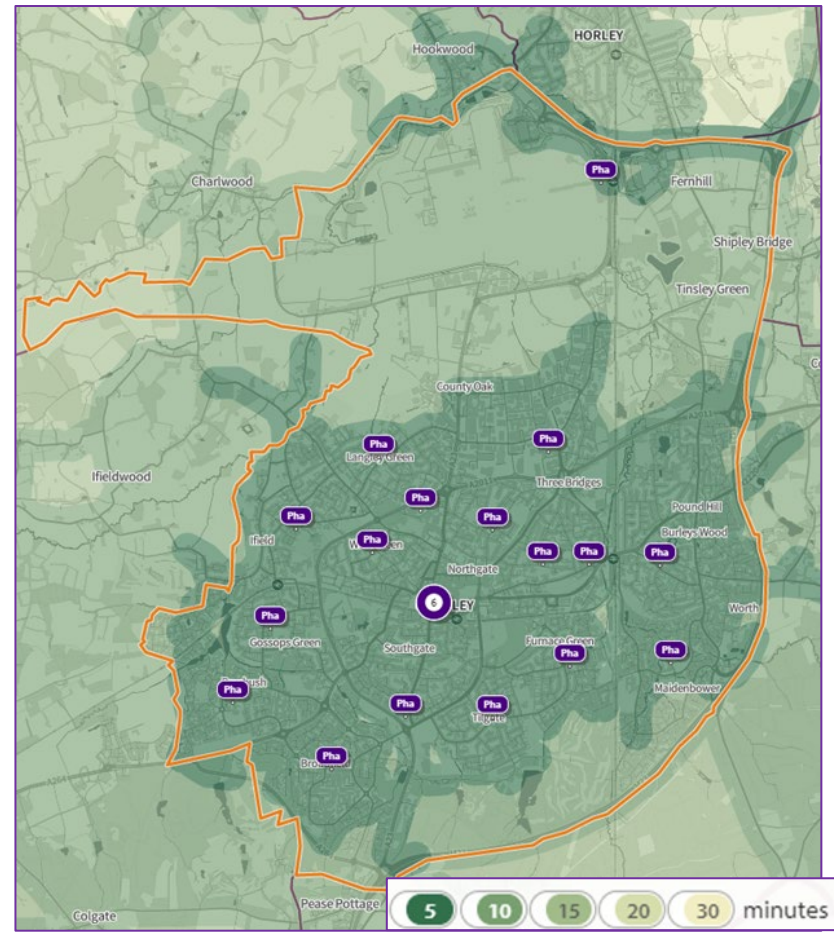 HORLEY
Hookwood
Pha
Charlwood
Fernhill
Shipley Bridge
Tinsley Green
County Oak
Pha
Pha
Langley Green
Ifieldwood
Three Bridges
Pha
Pound Hill
Pha
Pha
Burleys Wood
Pha
Ifield
Pha
Pha
Pha
Northgate
6
LEY
Worth
Pha
Gossops Green
Furnace Green
Southgate
Pha
Pha
Maidenbower
Pha
Pha
Pha
Tilgate
Pha
Pease Pottage
Colgate
5 10 15 20 30 minutes